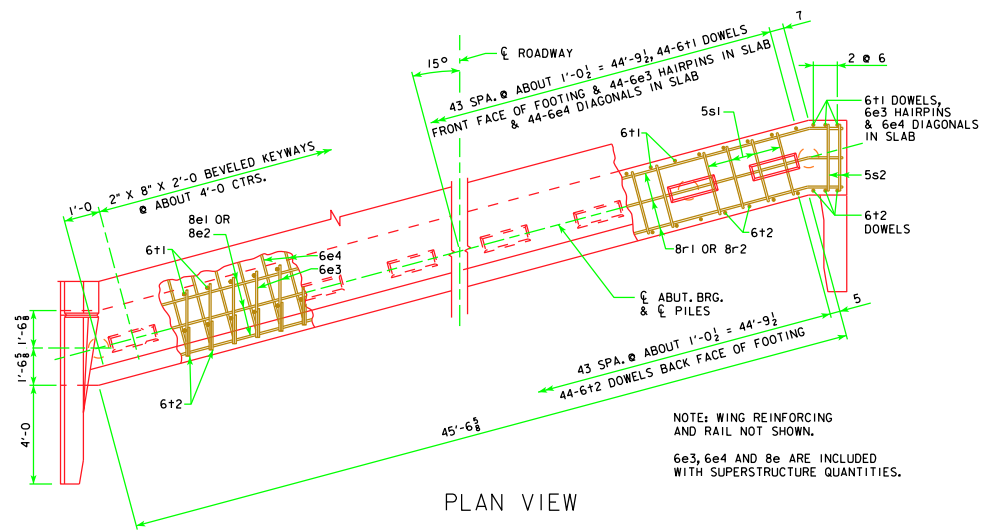 15°
℄ ROADWAY
7
2 @ 6
43 SPA. @ ABOUT 1'-0½ = 44'-9½, 44-6t1 DOWELS
FRONT FACE OF FOOTING & 44-6e3 HAIRPINS IN SLAB
& 44-6e4 DIAGONALS IN SLAB
6t1 DOWELS,
6e3 HAIRPINS
& 6e4 DIAGONALS
IN SLAB
5s1
6t1
2" X 8" X 2'-0 BEVELED KEYWAYS
@ ABOUT 4'-0 CTRS.
1'-0
5s2
8e1 OR
8e2
6t1
6e4
6e3
6t2
8r1 OR 8r2
6t2
DOWELS
℄ ABUT. BRG.
& ℄ PILES
5
1'-6⅝
1'-6⅝
4'-0
6t2
43 SPA. @ ABOUT 1'-0½ = 44'-9½
44-6t2 DOWELS BACK FACE OF FOOTING
45'-6⅝
NOTE: WING REINFORCING
AND RAIL NOT SHOWN.
6e3, 6e4 AND 8e ARE INCLUDED
WITH SUPERSTRUCTURE QUANTITIES.
PLAN VIEW